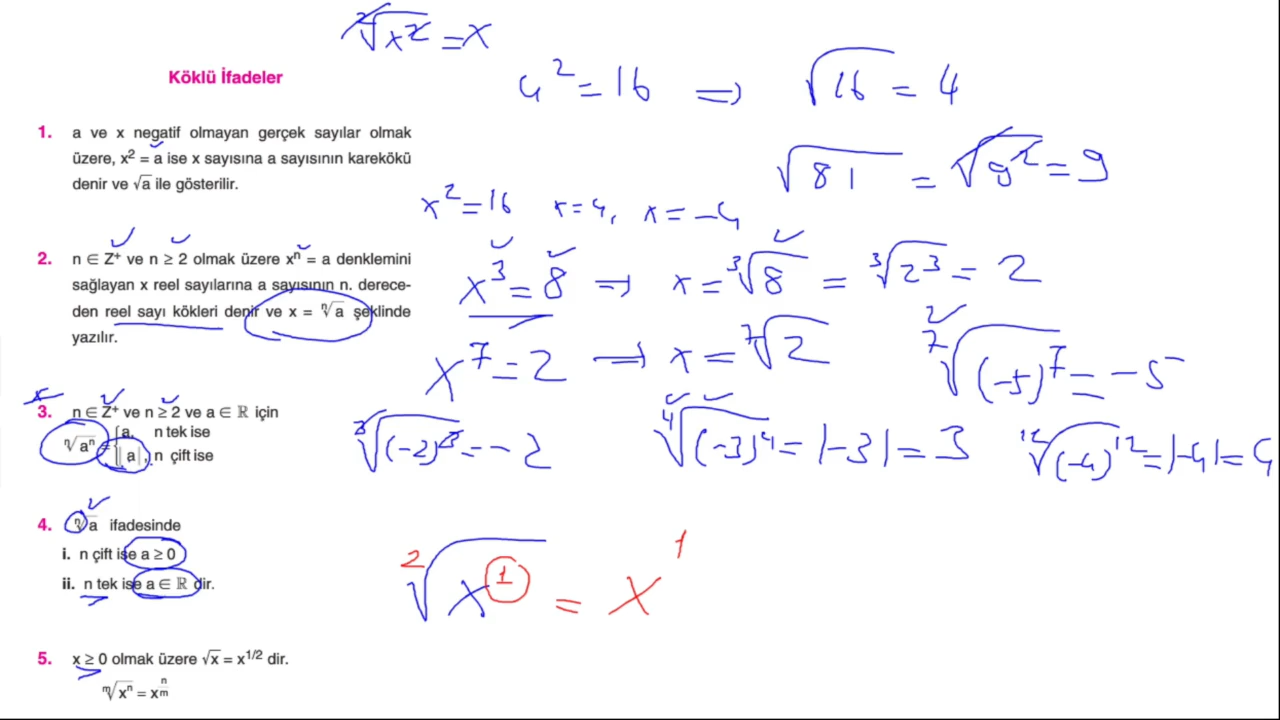 ²√x² = x
Köklü İfadeler
4² = 16 ⇒ √16 = 4
1. a ve x negatif olmayan gerçek sayılar olmak
üzere, x² = a ise x sayısına a sayısının karekökü
denir ve √a ile gösterilir.
√81 = √9² = 9
x² = 16 x = 4, x = -4
2. n ∈ Z⁺ ve n ≥ 2 olmak üzere xⁿ = a denklemini
sağlayan x reel sayılarına a sayısının n. derece-
den reel sayı kökleri denir ve x = ⁿ√a şeklinde
yazılır.
x³ = 8 ⇒ x = ³√8 = ³√2³ = 2
x⁷ = 2 ⇒ x = ⁷√2
⁷√(-5)⁷ = -5
3. n ∈ Z⁺ ve n ≥ 2 ve a ∈ ℝ için
ⁿ√aⁿ = { a, n tek ise
|a|, n çift ise
³√(-2)³ = -2
⁴√(-3)⁴ = |-3| = 3
¹²√(-4)¹² = |-4| = 4
4. ⁿ√a ifadesinde
i. n çift ise a ≥ 0
ii. n tek ise a ∈ ℝ dir.
²√x¹ = x¹
5. x ≥ 0 olmak üzere √x = x^1/2 dir.
ᵐ√xⁿ = x^n/m